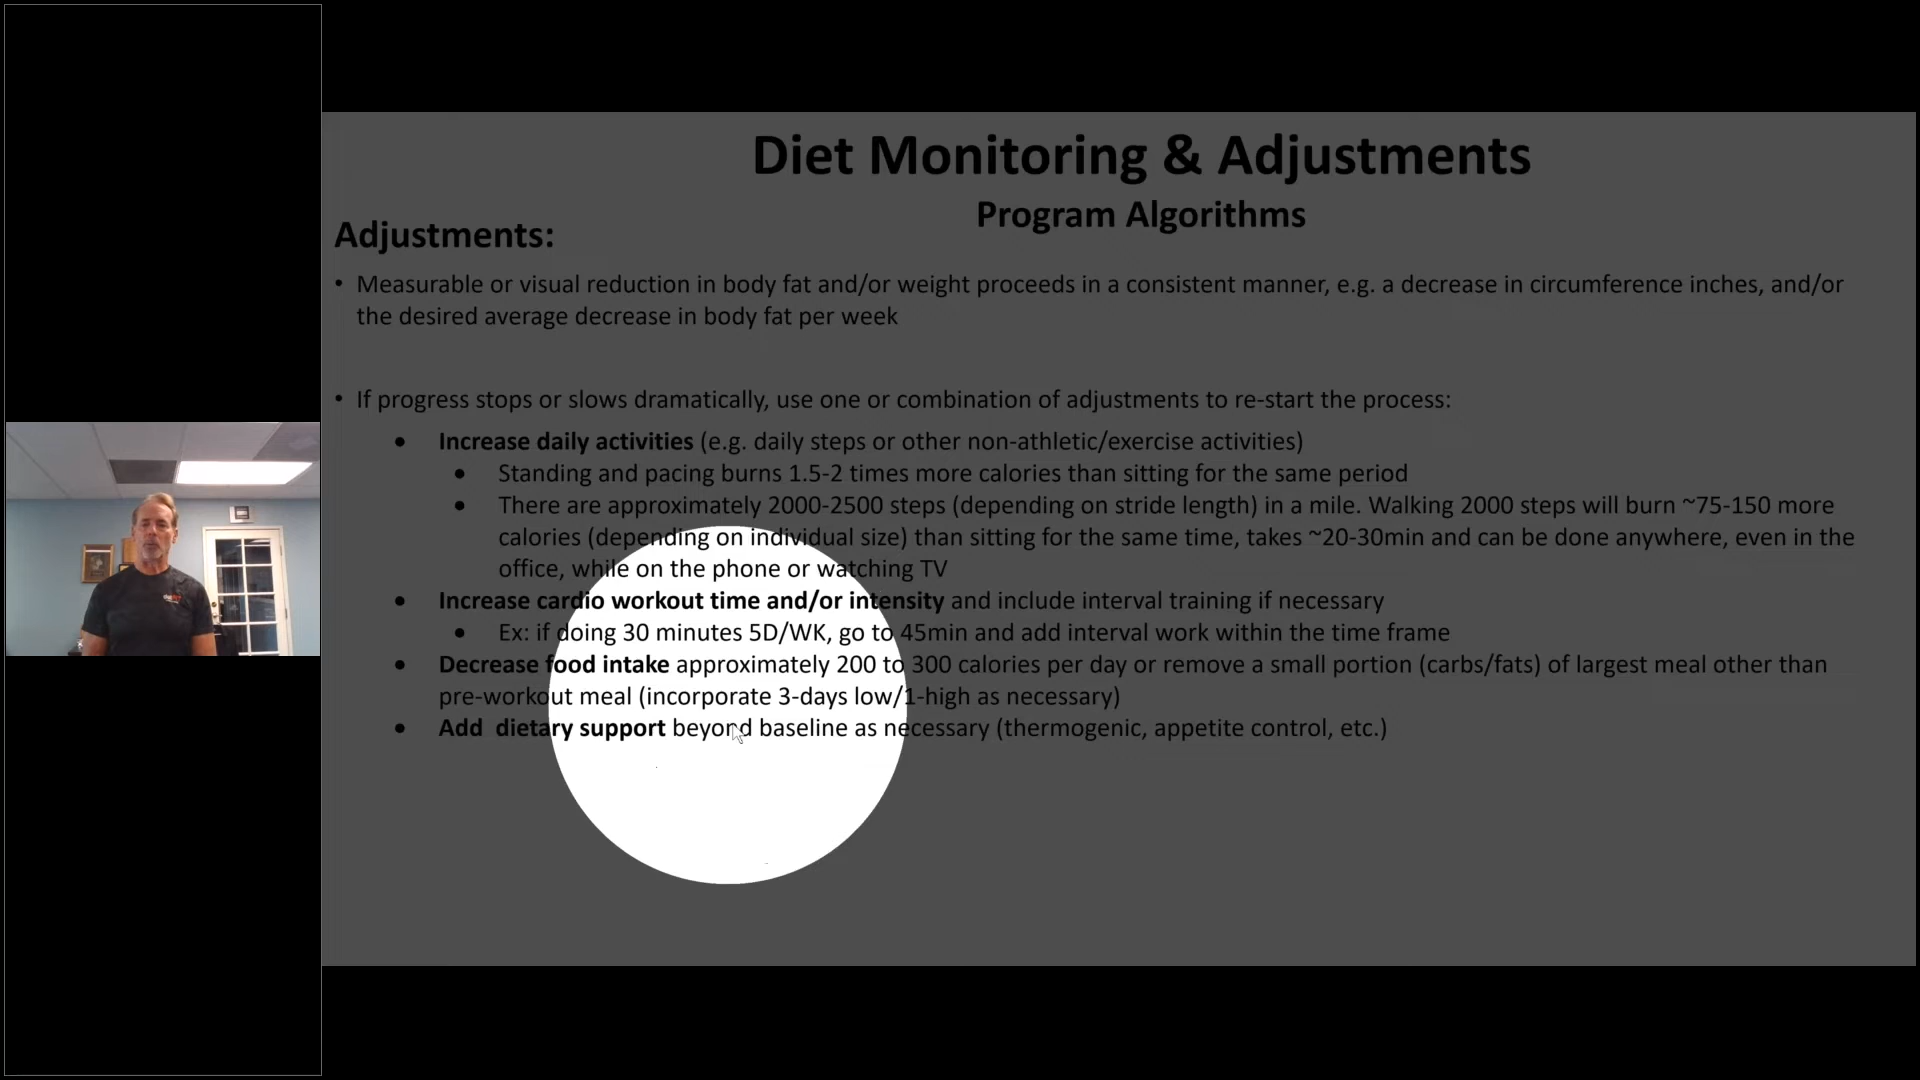 Diet Monitoring & Adjustments
Program Algorithms
Adjustments:
• Measurable or visual reduction in body fat and/or weight proceeds in a consistent manner, e.g. a decrease in circumference inches, and/or
the desired average decrease in body fat per week
• If progress stops or slows dramatically, use one or combination of adjustments to re-start the process:
• Increase daily activities (e.g. daily steps or other non-athletic/exercise activities)
• Standing and pacing burns 1.5-2 times more calories than sitting for the same period
• There are approximately 2000-2500 steps (depending on stride length) in a mile. Walking 2000 steps will burn ~75-150 more
calories (depending on individual size) than sitting for the same time, takes ~20-30min and can be done anywhere, even in the
office, while on the phone or watching TV
• Increase cardio workout time and/or intensity and include interval training if necessary
• Ex: if doing 30 minutes 5D/WK, go to 45min and add interval work within the time frame
• Decrease food intake approximately 200 to 300 calories per day or remove a small portion (carbs/fats) of largest meal other than
pre-workout meal (incorporate 3-days low/1-high as necessary)
• Add  dietary support beyond baseline as necessary (thermogenic, appetite control, etc.)